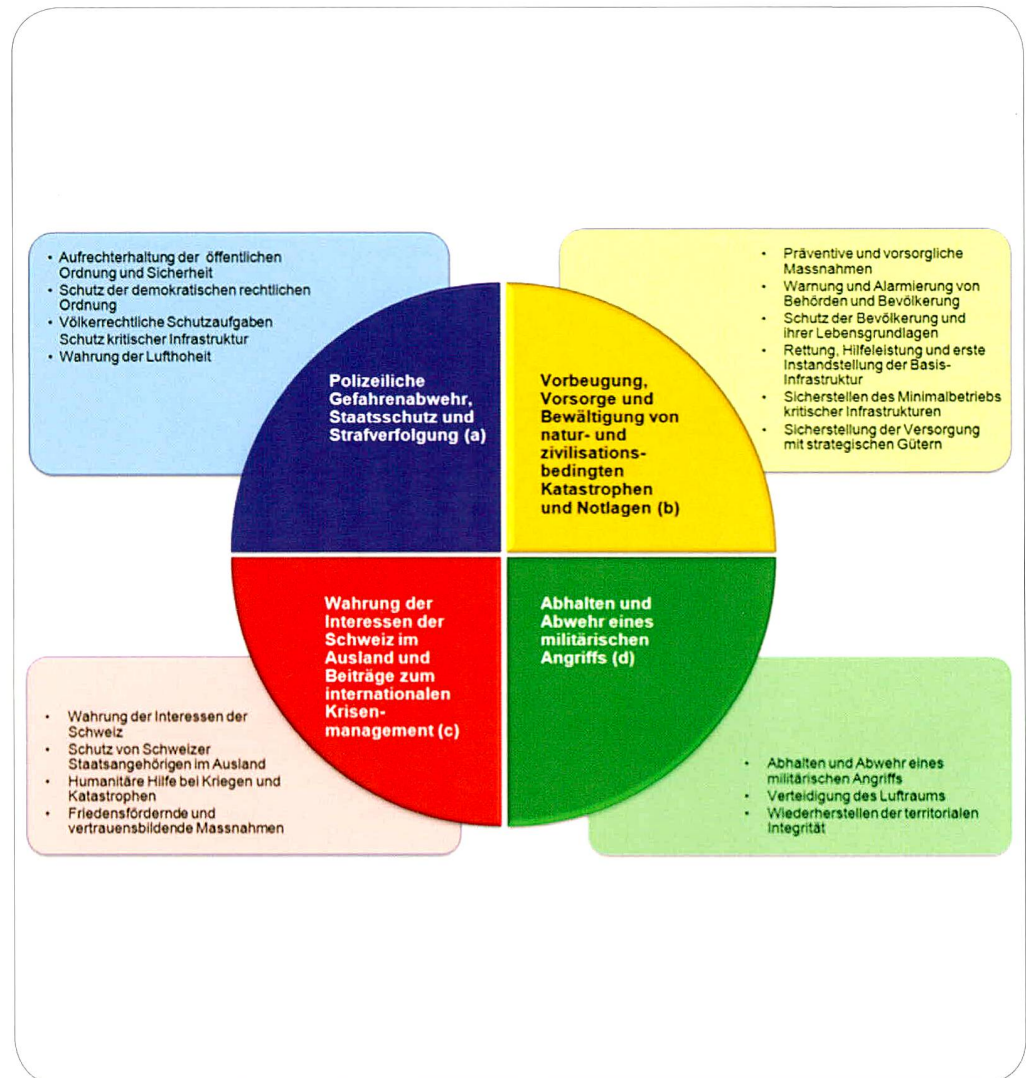 • Aufrechterhaltung der öffentlichen
Ordnung und Sicherheit
• Schutz der demokratischen rechtlichen
Ordnung
• Völkerrechtliche Schutzaufgaben
Schutz kritischer Infrastruktur
• Wahrung der Lufthoheit
• Präventive und vorsorgliche
Massnahmen
• Warnung und Alarmierung von
Behörden und Bevölkerung
• Schutz der Bevölkerung und
ihrer Lebensgrundlagen
• Rettung, Hilfeleistung und erste
Instandstellung der Basis-
Infrastruktur
• Sicherstellen des Minimalbetriebs
kritischer Infrastrukturen
• Sicherstellung der Versorgung
mit strategischen Gütern
Polizeiliche
Gefahrenabwehr,
Staatsschutz und
Strafverfolgung (a)
Vorbeugung,
Vorsorge und
Bewältigung von
natur- und
zivilisations-
bedingten
Katastrophen
und Notlagen (b)
Wahrung der
Interessen der
Schweiz im
Ausland und
Beiträge zum
internationalen
Krisen-
management (c)
Abhalten und
Abwehr eines
militärischen
Angriffs (d)
• Wahrung der Interessen der
Schweiz
• Schutz von Schweizer
Staatsangehörigen im Ausland
• Humanitäre Hilfe bei Kriegen und
Katastrophen
• Friedensfördernde und
vertrauensbildende Massnahmen
• Abhalten und Abwehr eines
militärischen Angriffs
• Verteidigung des Luftraums
• Wiederherstellen der territorialen
Integrität